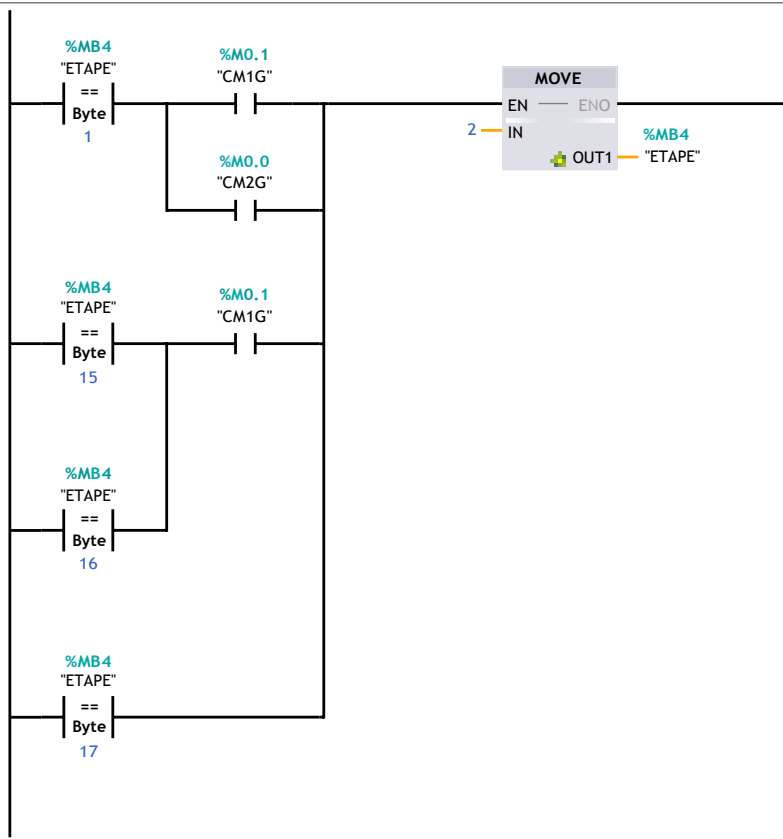 %MB4
"ETAPE"
==
Byte
1
%M0.1
"CM1G"
%M0.0
"CM2G"
MOVE
EN
ENO
2
IN
OUT1
%MB4
"ETAPE"
%MB4
"ETAPE"
==
Byte
15
%M0.1
"CM1G"
%MB4
"ETAPE"
==
Byte
16
%MB4
"ETAPE"
==
Byte
17